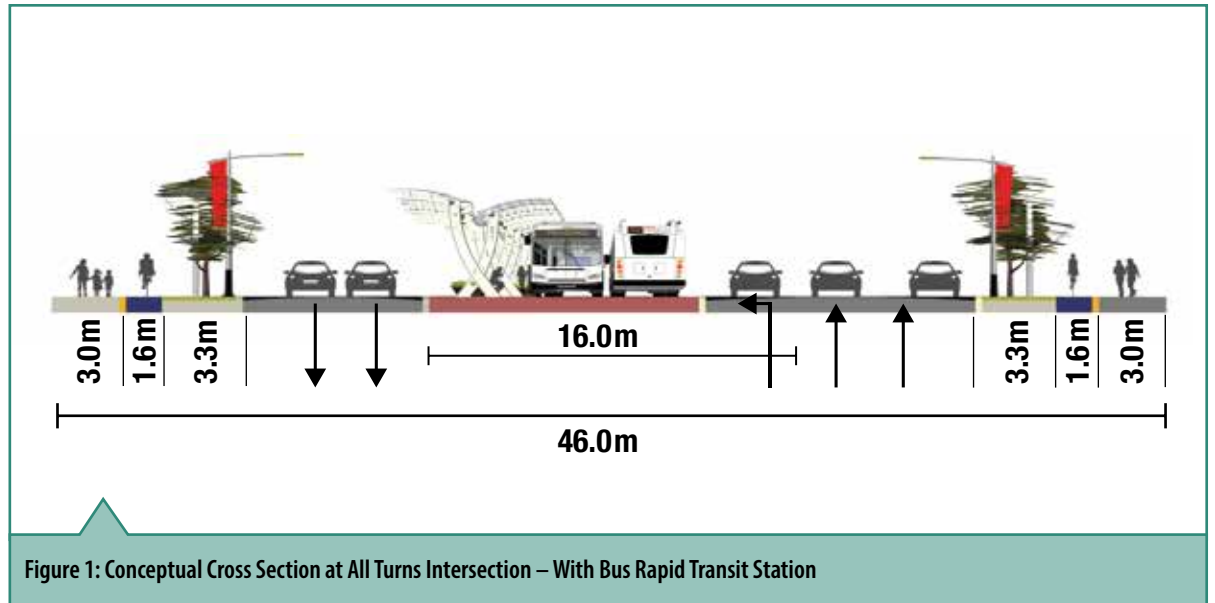 16.0m
3.0m
1.6m
3.3m
3.3m
1.6m
3.0m
46.0m
Figure 1: Conceptual Cross Section at All Turns Intersection – With Bus Rapid Transit Station